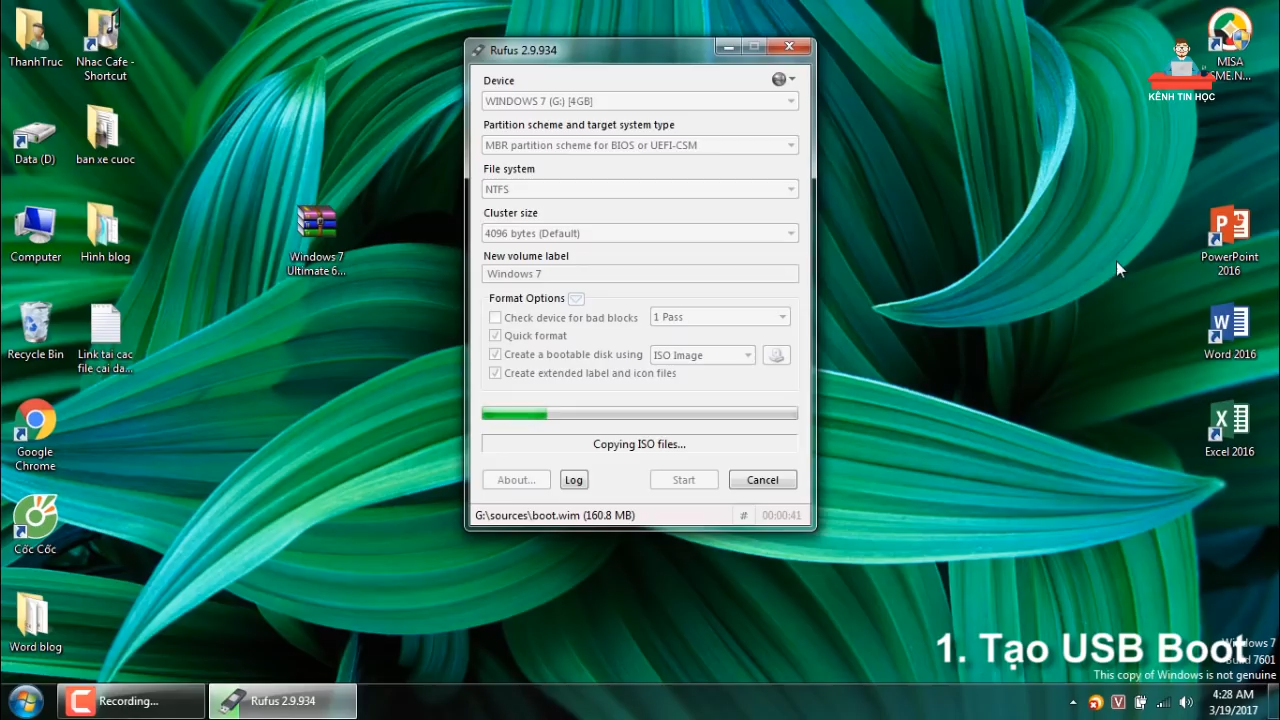 ThanhTruc
Nhac Cafe -
Shortcut
Data (D)
ban xe cuoc
Computer
Hinh blog
Recycle Bin
Link tai cac
file cai da...
Google
Chrome
Cốc Cốc
Word blog
Windows 7
Ultimate 6...
Rufus 2.9.934
Device
WINDOWS 7 (G:) [4GB]
Partition scheme and target system type
MBR partition scheme for BIOS or UEFI-CSM
File system
NTFS
Cluster size
4096 bytes (Default)
New volume label
Windows 7
Format Options
Check device for bad blocks
1 Pass
Quick format
Create a bootable disk using
ISO Image
Create extended label and icon files
Copying ISO files...
About...
Log
Start
Cancel
G:\sources\boot.wim (160.8 MB)
#
00:00:41
MISA
SME.N...
KÊNH TIN HỌC
PowerPoint
2016
Word 2016
Excel 2016
1. Tạo USB Boot
Windows 7
Build 7601
This copy of Windows is not genuine
Recording...
Rufus 2.9.934
V
4:28 AM
3/19/2017